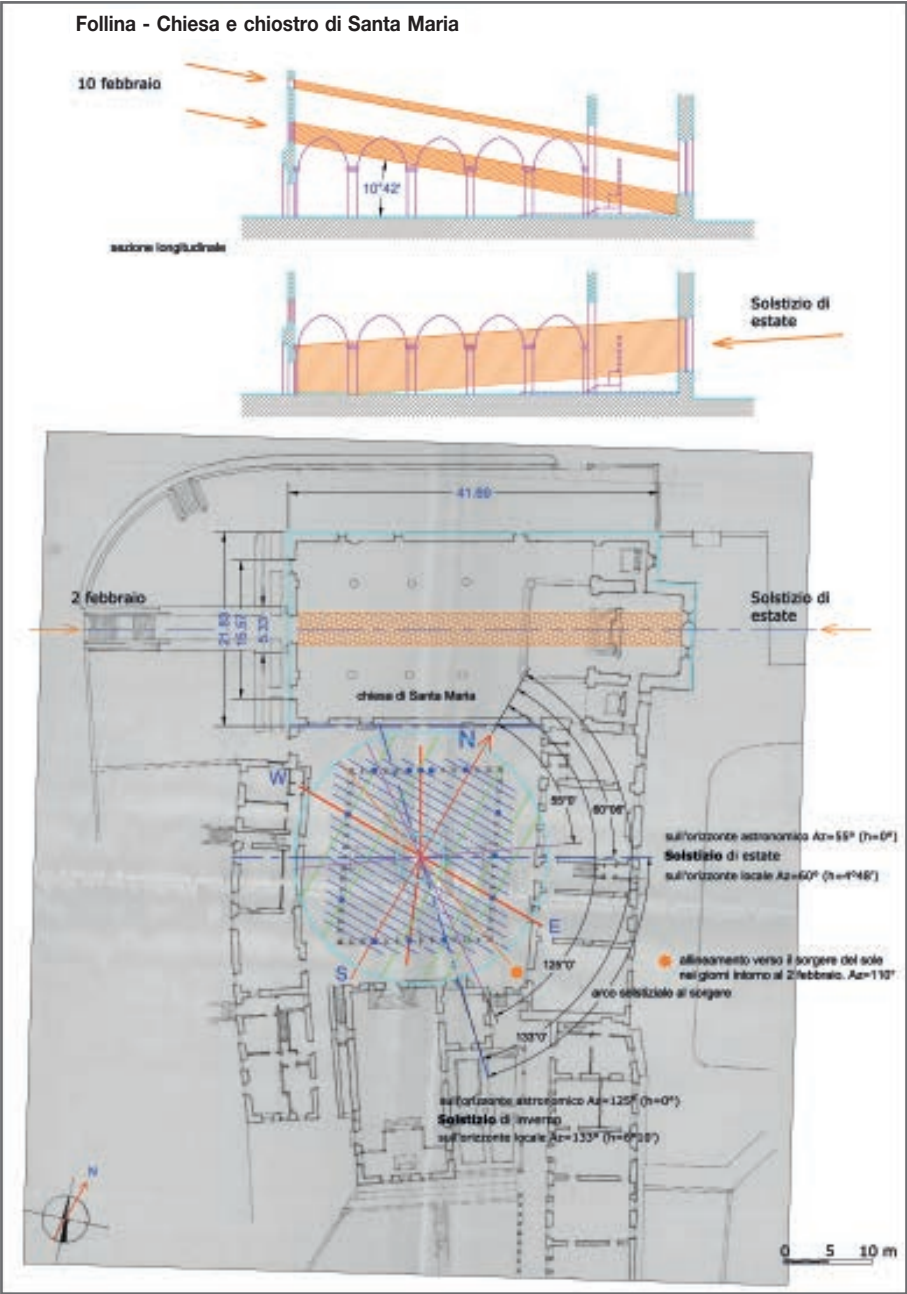 Follina - Chiesa e chiostro di Santa Maria
10 febbraio
10°42'
sezione longitudinale
Solstizio di
estate
41.69
2 febbraio
21.83
15.57
5.33
Solstizio di
estate
chiesa di Santa Maria
N
W
55°0'
60°06'
sull'orizzonte astronomico Az=55° (h=0°)
Solstizio di estate
sull'orizzonte locale Az=60° (h=4°48')
E
S
125°0'
allineamento verso il sorgere del sole
nei giorni intorno al 2 febbraio. Az=110°
arco solstiziale al sorgere
133°0'
sull'orizzonte astronomico Az=125° (h=0°)
Solstizio di inverno
sull'orizzonte locale Az=133° (h=6°10')
N
0 5 10 m